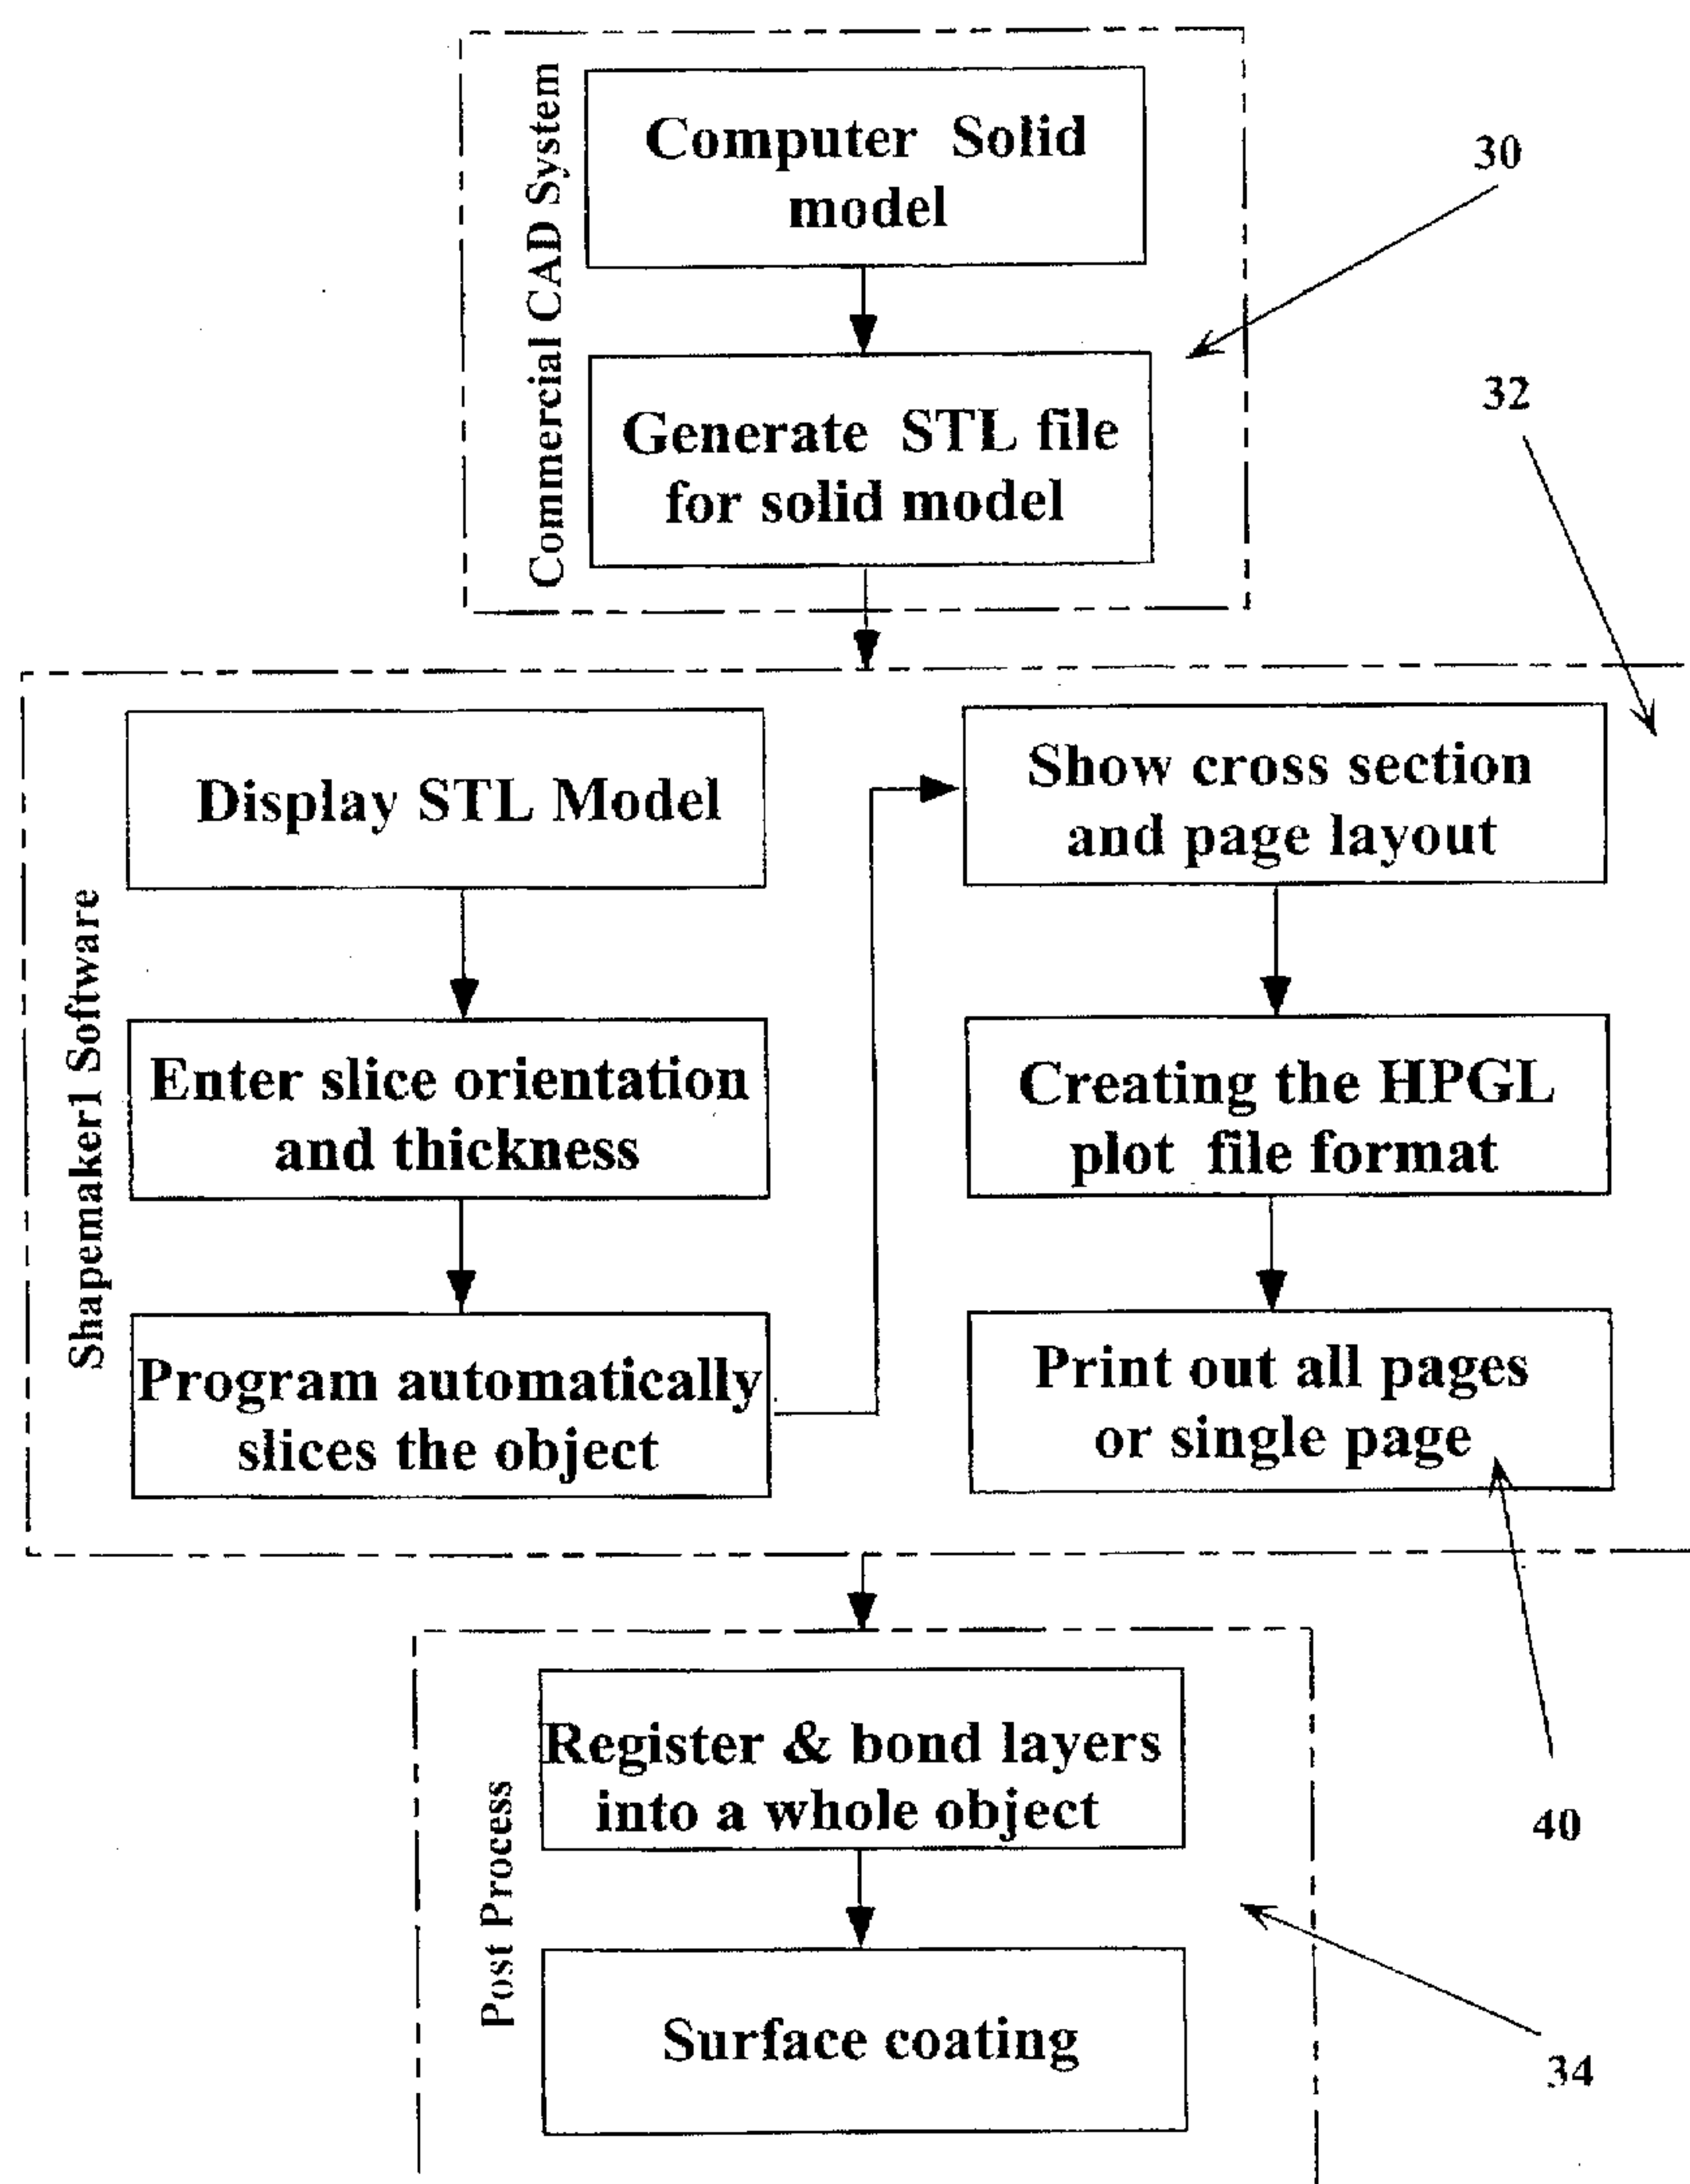 Commercial CAD System
Computer Solid
model
30
Generate STL file
for solid model
32
Shapemaker1 Software
Display STL Model
Enter slice orientation
and thickness
Program automatically
slices the object
Show cross section
and page layout
Creating the HPGL
plot file format
Print out all pages
or single page
40
Post Process
Register & bond layers
into a whole object
Surface coating
34